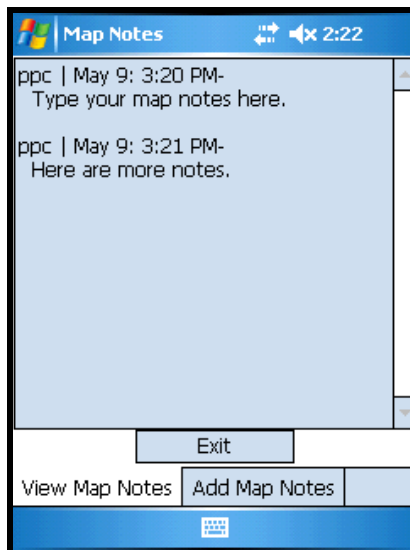 Map Notes 2:22
ppc | May 9: 3:20 PM-
Type your map notes here.
ppc | May 9: 3:21 PM-
Here are more notes.
Exit
View Map Notes Add Map Notes